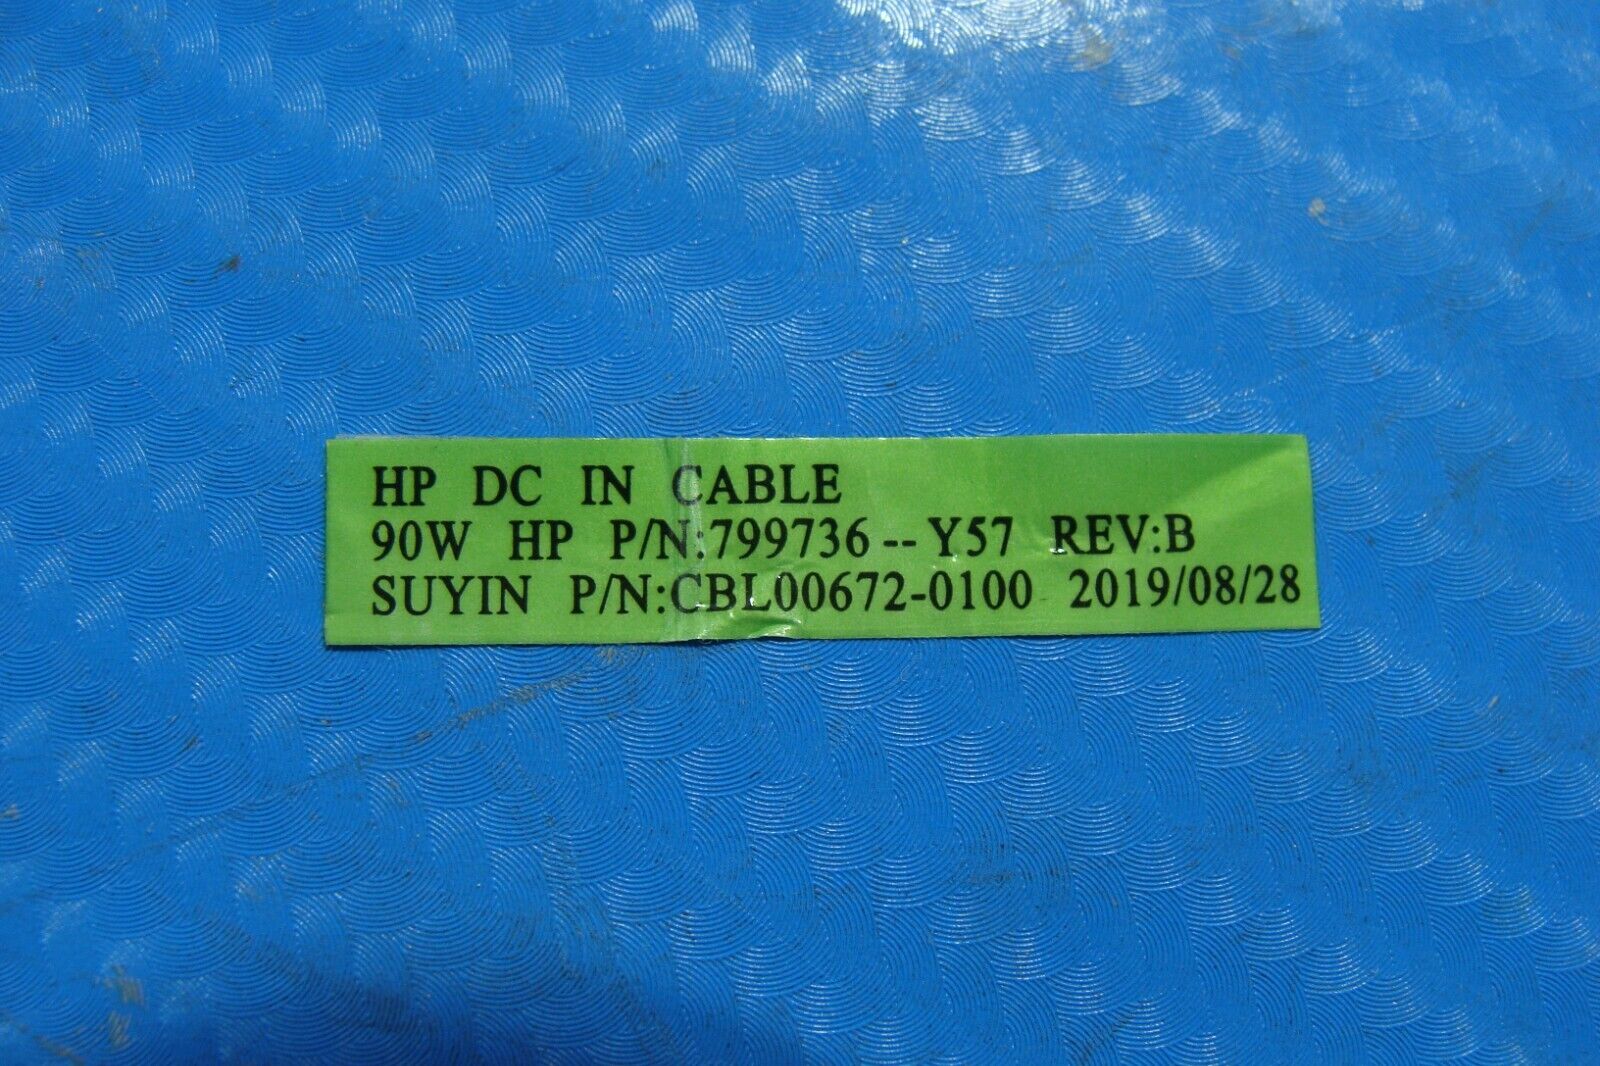 HP DC IN CABLE
90W HP P/N:799736--Y57 REV:B
SUYIN P/N:CBL00672-0100 2019/08/28